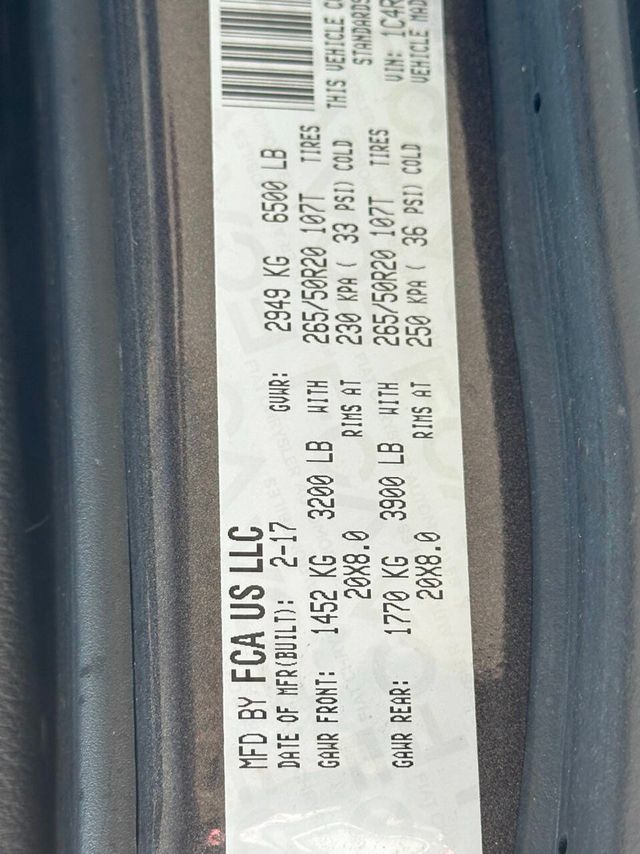 MFD BY FCA US LLC
DATE OF MFR(BUILT): 2-17 GVWR: 2949 KG 6500 LB
GAWR FRONT: 1452 KG 3200 LB WITH 265/50R20 107T TIRES
20X8.0 RIMS AT 230 KPA ( 33 PSI) COLD
GAWR REAR: 1770 KG 3900 LB WITH 265/50R20 107T TIRES
20X8.0 RIMS AT 250 KPA ( 36 PSI) COLD
THIS VEHICLE
STANDARDS
VIN: 1C4R
VEHICLE MAD